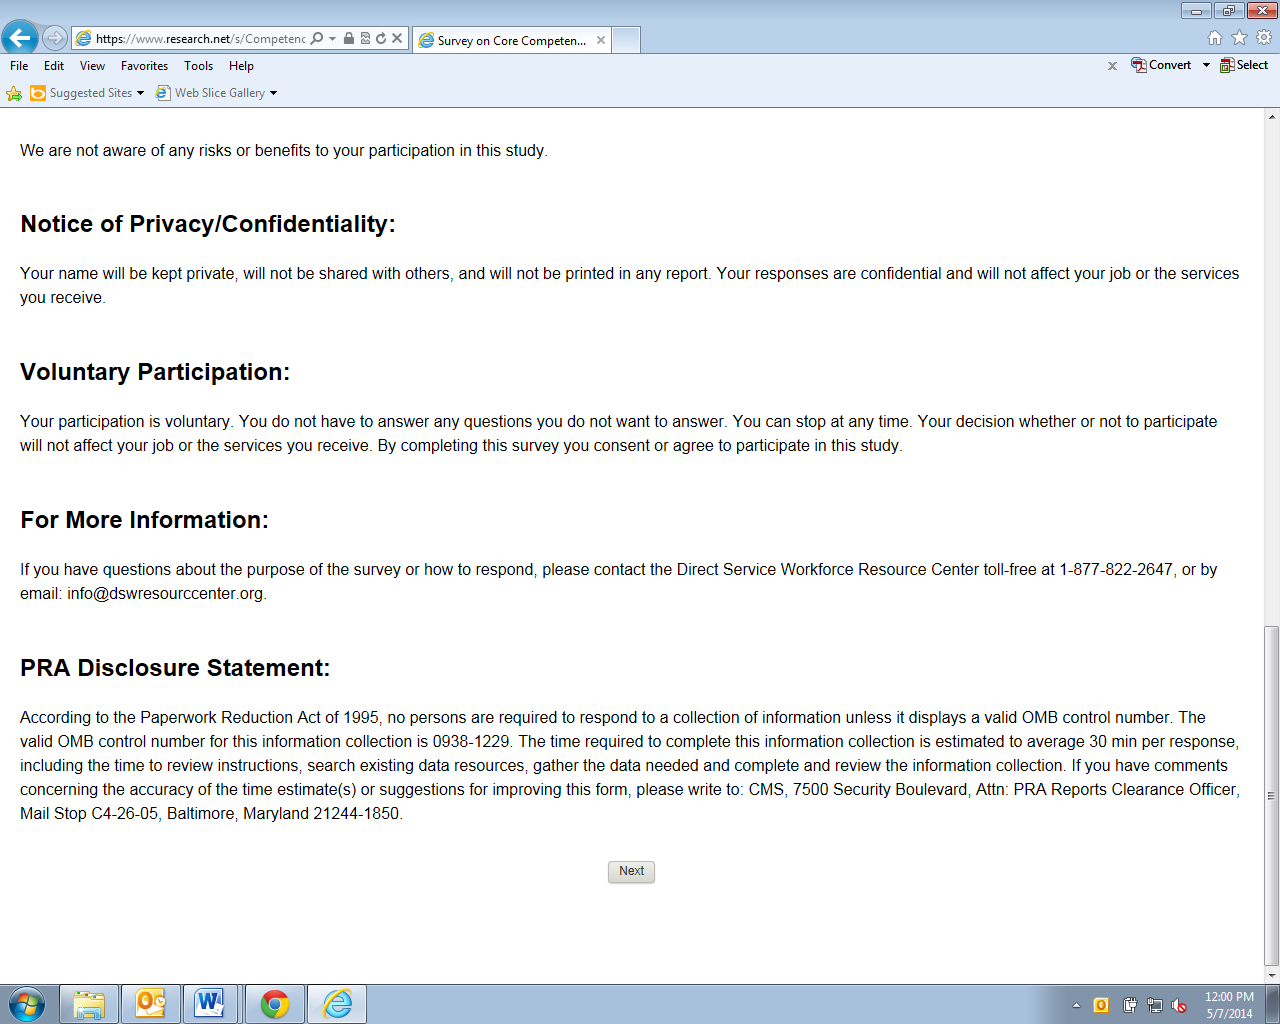 https://www.research.net/s/Competenc
Survey on Core Competen...
File Edit View Favorites Tools Help
x Convert Select
Suggested Sites Web Slice Gallery
We are not aware of any risks or benefits to your participation in this study.
Notice of Privacy/Confidentiality:
Your name will be kept private, will not be shared with others, and will not be printed in any report. Your responses are confidential and will not affect your job or the services
you receive.
Voluntary Participation:
Your participation is voluntary. You do not have to answer any questions you do not want to answer. You can stop at any time. Your decision whether or not to participate
will not affect your job or the services you receive. By completing this survey you consent or agree to participate in this study.
For More Information:
If you have questions about the purpose of the survey or how to respond, please contact the Direct Service Workforce Resource Center toll-free at 1-877-822-2647, or by
email: info@dswresourccenter.org.
PRA Disclosure Statement:
According to the Paperwork Reduction Act of 1995, no persons are required to respond to a collection of information unless it displays a valid OMB control number. The
valid OMB control number for this information collection is 0938-1229. The time required to complete this information collection is estimated to average 30 min per response,
including the time to review instructions, search existing data resources, gather the data needed and complete and review the information collection. If you have comments
concerning the accuracy of the time estimate(s) or suggestions for improving this form, please write to: CMS, 7500 Security Boulevard, Attn: PRA Reports Clearance Officer,
Mail Stop C4-26-05, Baltimore, Maryland 21244-1850.
Next
12:00 PM
5/7/2014